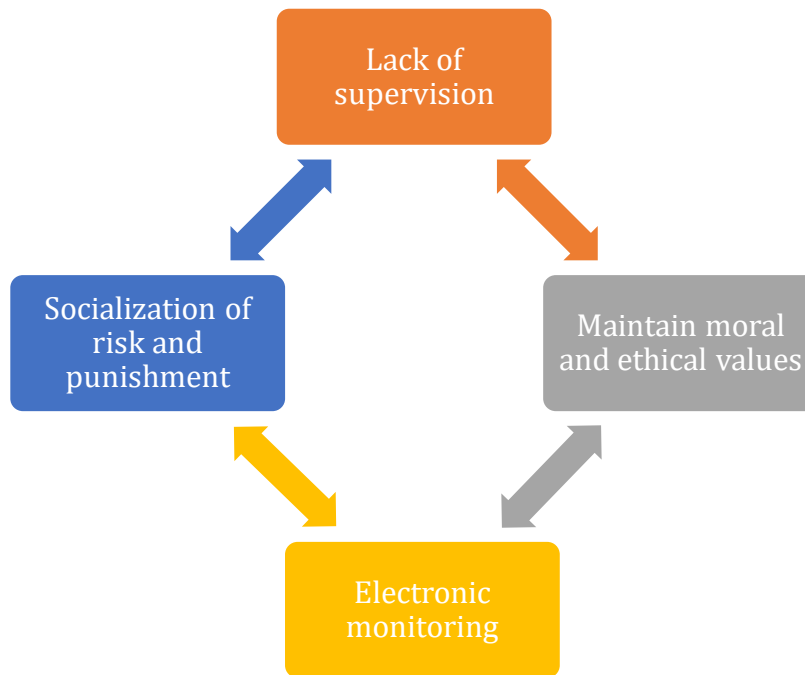 Lack of
supervision
Socialization of
risk and
punishment
Maintain moral
and ethical values
Electronic
monitoring